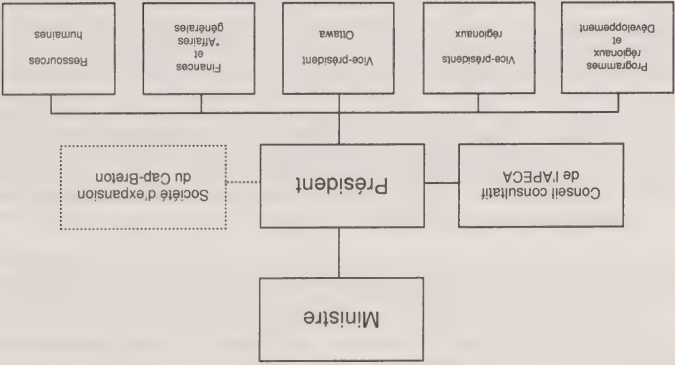 Ministre
Conseil consultatif
de l'APECA
Président
Société d'expansion
du Cap-Breton
Programmes
régionaux
et
Développement
Vice-présidents
régionaux
Vice-président
Ottawa
Finances
et
*Affaires
générales
Ressources
humaines